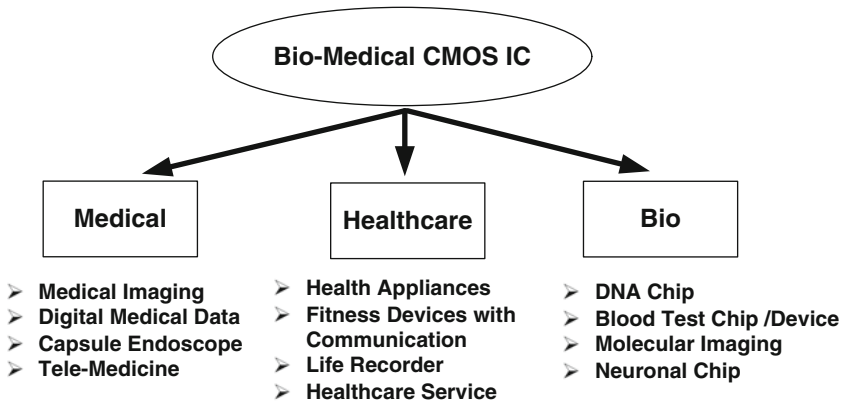 Bio-Medical CMOS IC
Medical
Healthcare
Bio
➢ Medical Imaging
➢ Digital Medical Data
➢ Capsule Endoscope
➢ Tele-Medicine
➢ Health Appliances
➢ Fitness Devices with
Communication
➢ Life Recorder
➢ Healthcare Service
➢ DNA Chip
➢ Blood Test Chip /Device
➢ Molecular Imaging
➢ Neuronal Chip